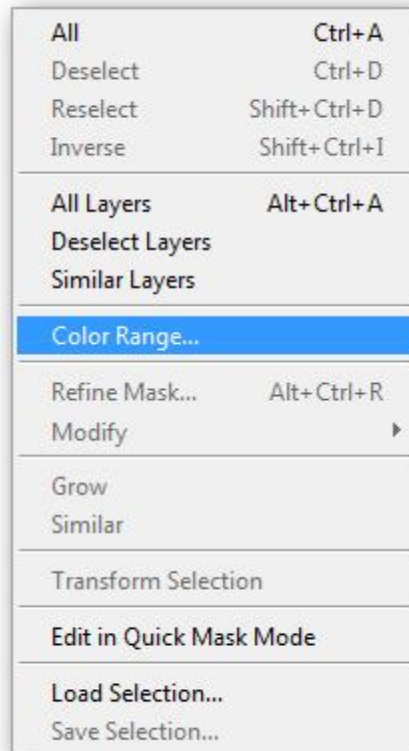 All Ctrl+A
Deselect Ctrl+D
Reselect Shift+Ctrl+D
Inverse Shift+Ctrl+I
All Layers Alt+Ctrl+A
Deselect Layers
Similar Layers
Color Range...
Refine Mask... Alt+Ctrl+R
Modify
Grow
Similar
Transform Selection
Edit in Quick Mask Mode
Load Selection...
Save Selection...